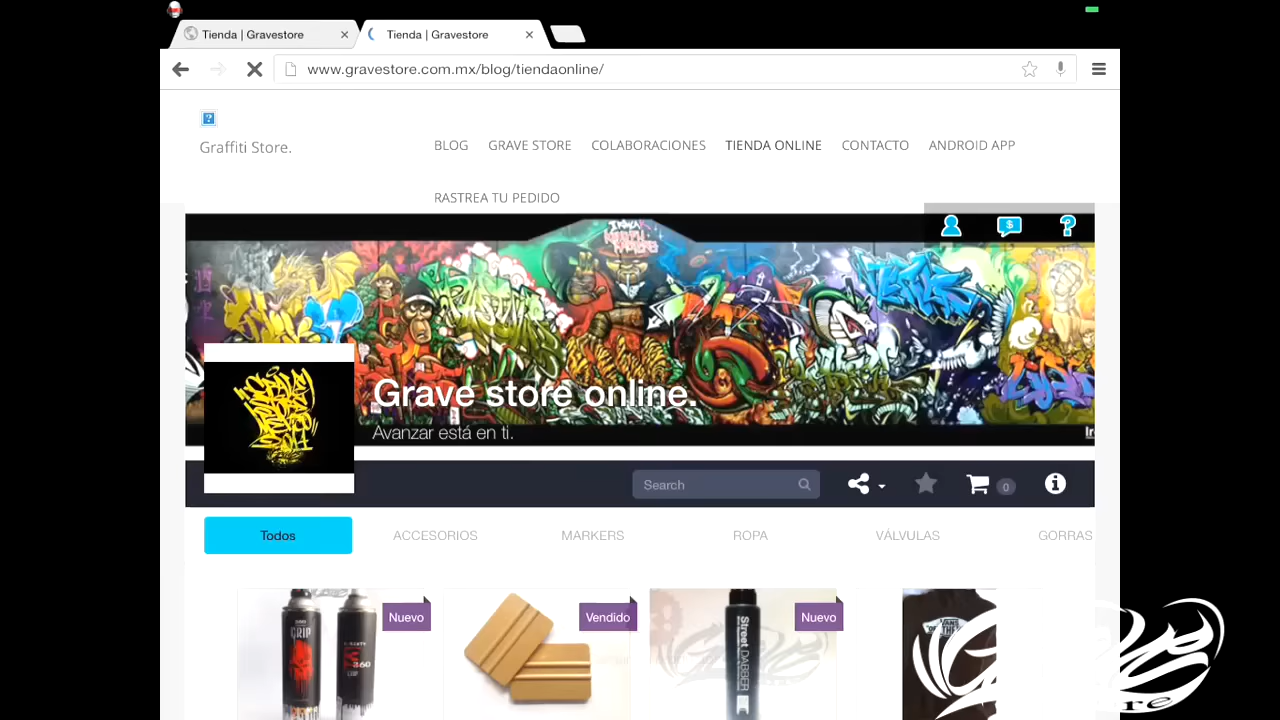 Tienda | Gravestore
Tienda | Gravestore
www.gravestore.com.mx/blog/tiendaonline/
Graffiti Store.
BLOG
GRAVE STORE
COLABORACIONES
TIENDA ONLINE
CONTACTO
ANDROID APP
RASTREA TU PEDIDO
Grave store online.
Avanzar está en ti.
Search
0
Todos
ACCESORIOS
MARKERS
ROPA
VÁLVULAS
GORRAS
Nuevo
Vendido
Nuevo
GRIP
360
Street DABBER
VANS